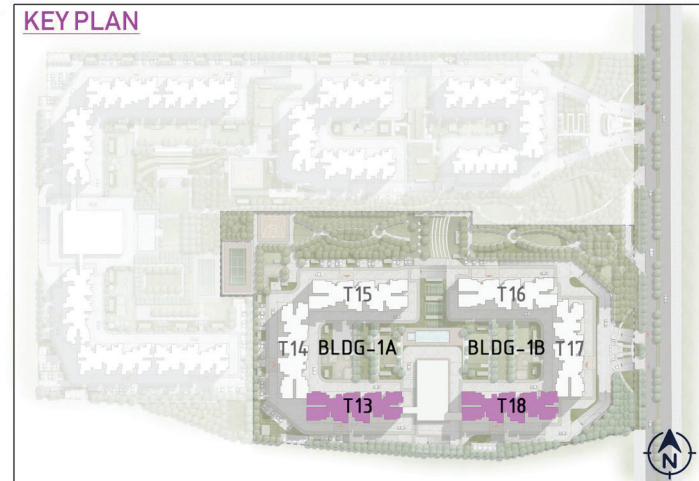 KEY PLAN
T15
T16
T14
BLDG-1A
BLDG-1B
T17
T13
T18
N